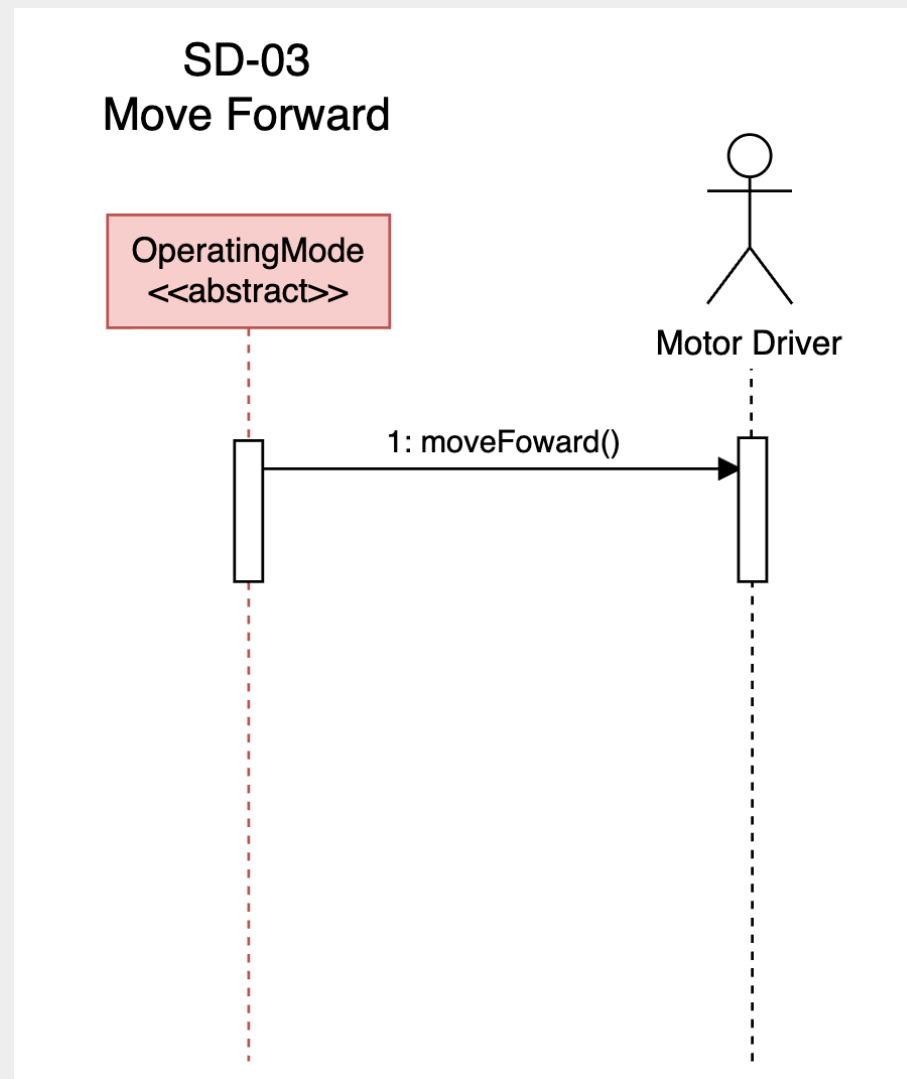 SD-03
Move Forward
OperatingMode
<<abstract>>
Motor Driver
1: moveFoward()